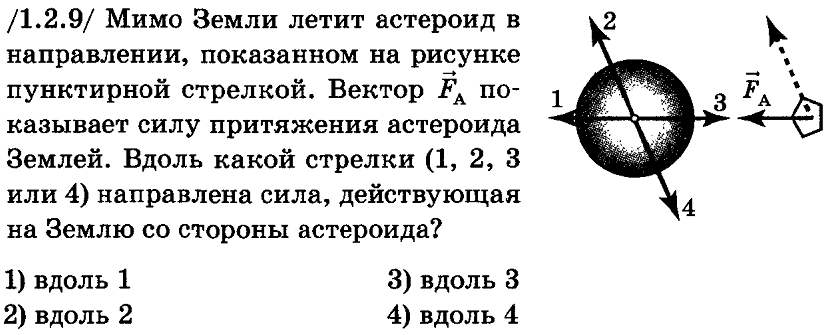 /1.2.9/ Мимо Земли летит астероид в
направлении, показанном на рисунке
пунктирной стрелкой. Вектор F⃗А по-
казывает силу притяжения астероида
Землей. Вдоль какой стрелки (1, 2, 3
или 4) направлена сила, действующая
на Землю со стороны астероида?
1) вдоль 1
3) вдоль 3
2) вдоль 2
4) вдоль 4
2
1
3
F⃗А
4